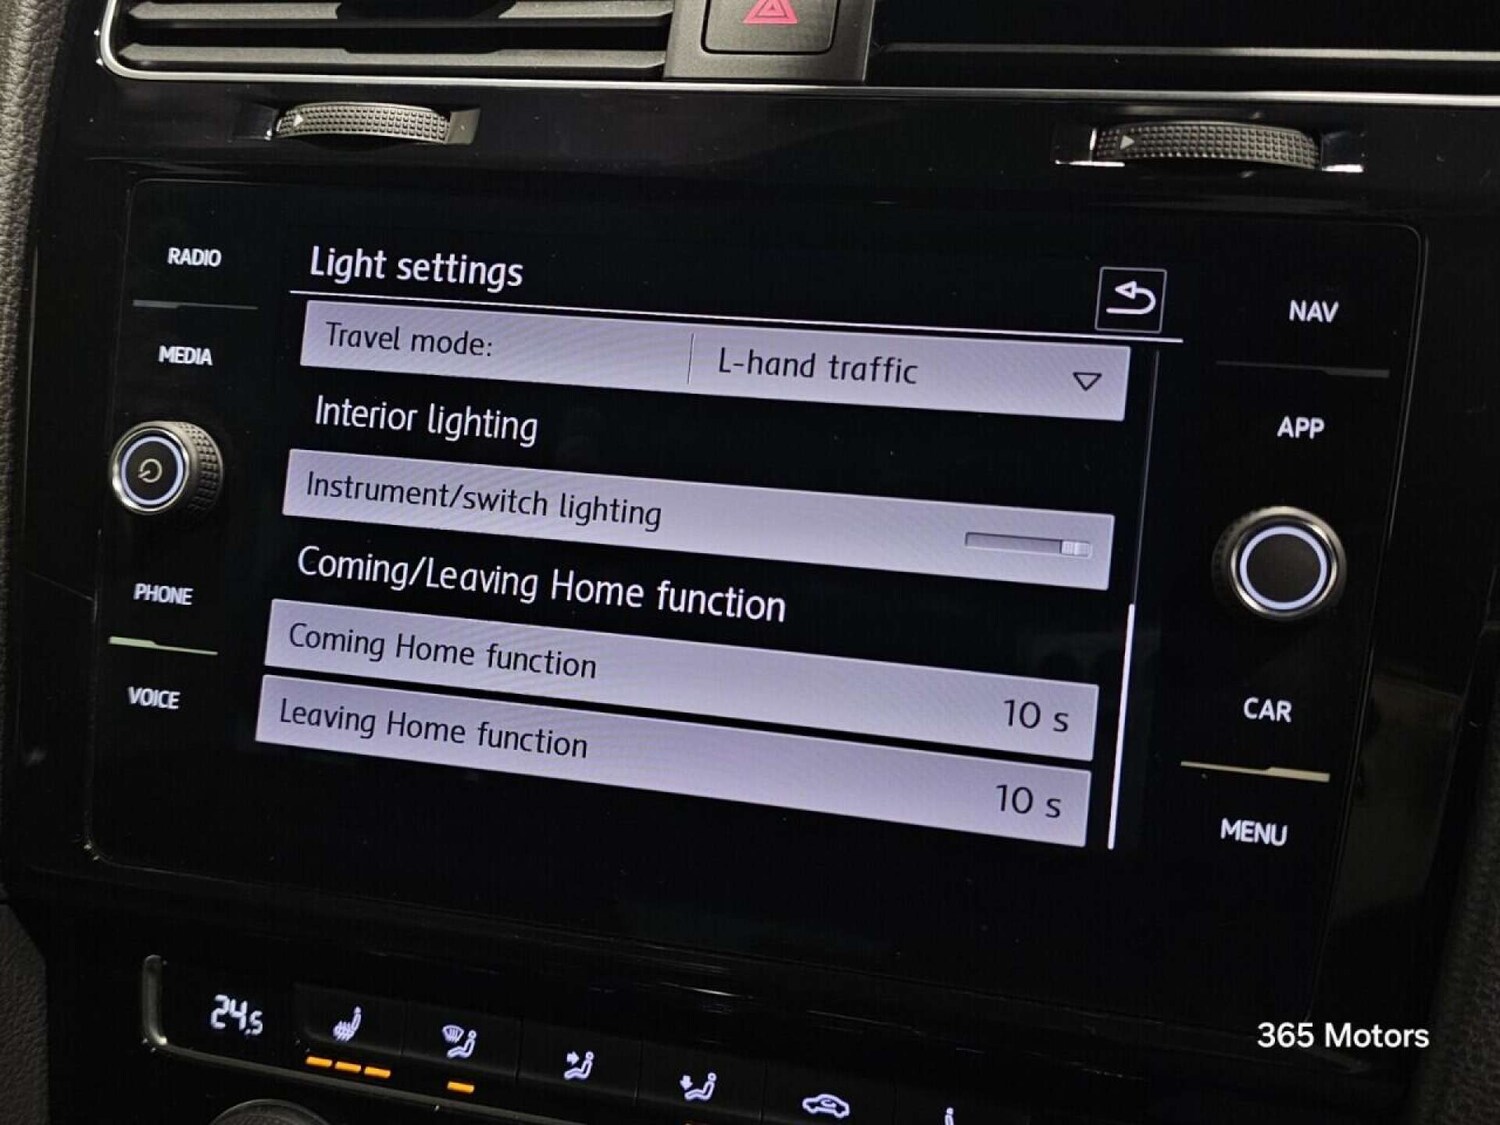 RADIO
MEDIA
PHONE
VOICE
Light settings
Travel mode: L-hand traffic
Interior lighting
Instrument/switch lighting
Coming/Leaving Home function
Coming Home function 10 s
Leaving Home function 10 s
NAV
APP
CAR
MENU
24.5
365 Motors